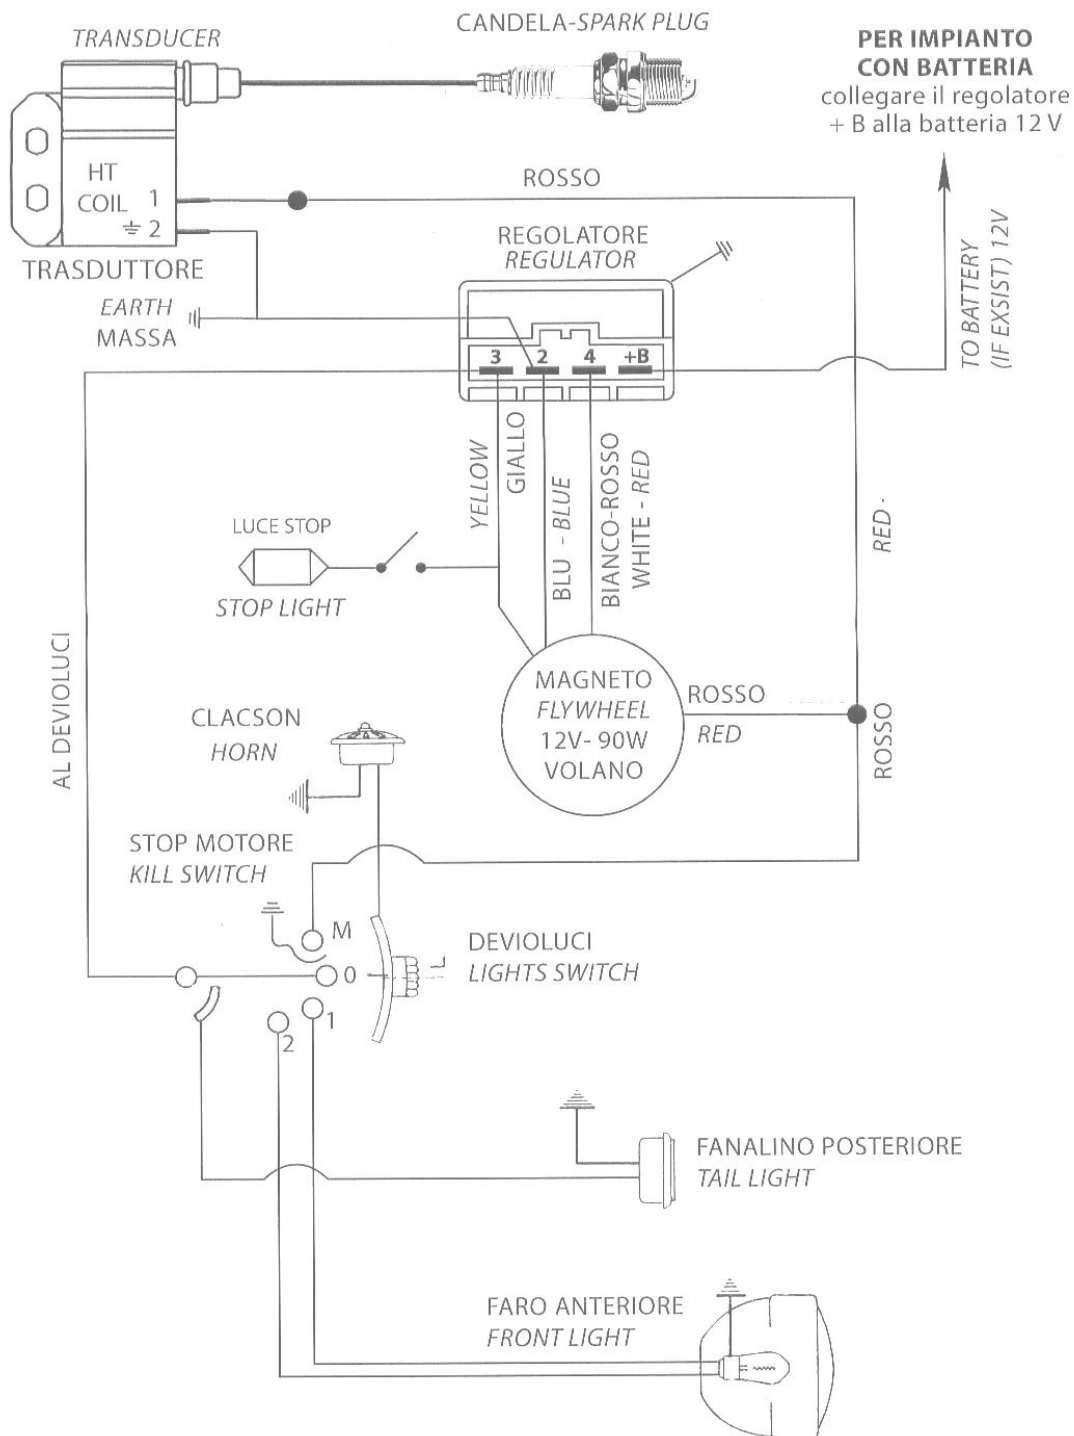 CANDELA-SPARK PLUG
TRANSDUCER
PER IMPIANTO
CON BATTERIA
collegare il regolatore
+ B alla batteria 12 V
HT
COIL
1
2
TRASDUTTORE
ROSSO
REGOLATORE
REGULATOR
EARTH
MASSA
3 2 4 +B
TO BATTERY
(IF EXSIST) 12V
YELLOW
GIALLO
BLU - BLUE
BIANCO-ROSSO
WHITE - RED
RED -
LUCE STOP
STOP LIGHT
AL DEVIOLUCI
MAGNETO
FLYWHEEL
12V- 90W
VOLANO
ROSSO
RED
ROSSO
CLACSON
HORN
STOP MOTORE
KILL SWITCH
M
0
1
2
DEVIOLUCI
LIGHTS SWITCH
FANALINO POSTERIORE
TAIL LIGHT
FARO ANTERIORE
FRONT LIGHT